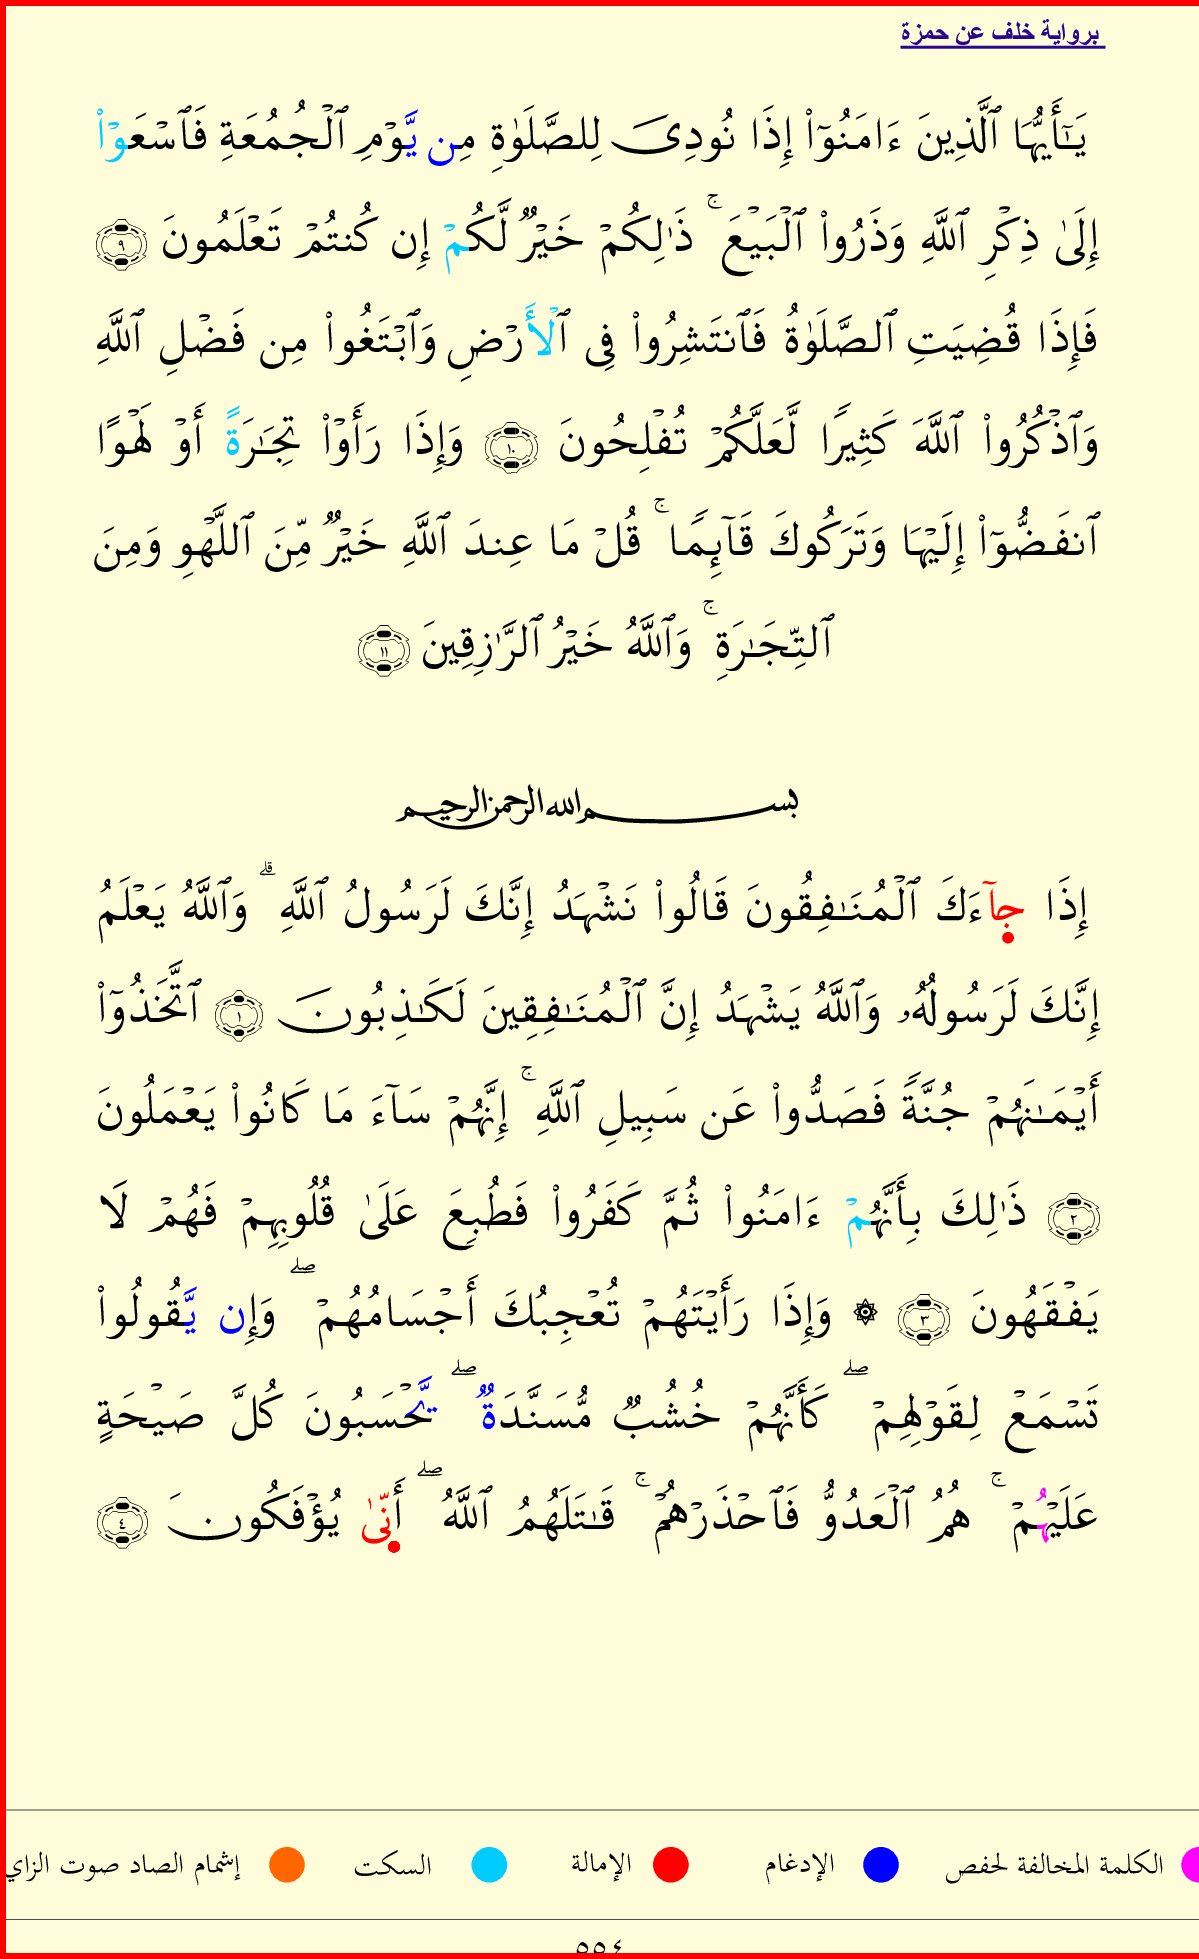 برواية خلف عن حمزة
يَـٰٓأَيُّهَا ٱلَّذِينَ ءَامَنُوٓا۟ إِذَا نُودِىَ لِلصَّلَوٰةِ مِن يَّوْمِ ٱلْجُمُعَةِ فَٱسْعَوْا۟
إِلَىٰ ذِكْرِ ٱللَّهِ وَذَرُوا۟ ٱلْبَيْعَ ۚ ذَٰلِكُمْ خَيْرٌ لَّكُمْ إِن كُنتُمْ تَعْلَمُونَ ٩
فَإِذَا قُضِيَتِ ٱلصَّلَوٰةُ فَٱنتَشِرُوا۟ فِى ٱلْأَرْضِ وَٱبْتَغُوا۟ مِن فَضْلِ ٱللَّهِ
وَٱذْكُرُوا۟ ٱللَّهَ كَثِيرًا لَّعَلَّكُمْ تُفْلِحُونَ ١٠ وَإِذَا رَأَوْا۟ تِجَـٰرَةً أَوْ لَهْوًا
ٱنفَضُّوٓا۟ إِلَيْهَا وَتَرَكُوكَ قَآئِمًا ۚ قُلْ مَا عِندَ ٱللَّهِ خَيْرٌ مِّنَ ٱللَّهْوِ وَمِنَ
ٱلتِّجَـٰرَةِ ۚ وَٱللَّهُ خَيْرُ ٱلرَّٰزِقِينَ ١١
بسم الله الرحمن الرحيم
إِذَا جَآءَكَ ٱلْمُنَـٰفِقُونَ قَالُوا۟ نَشْهَدُ إِنَّكَ لَرَسُولُ ٱللَّهِ ۗ وَٱللَّهُ يَعْلَمُ
إِنَّكَ لَرَسُولُهُۥ وَٱللَّهُ يَشْهَدُ إِنَّ ٱلْمُنَـٰفِقِينَ لَكَـٰذِبُونَ ١ ٱتَّخَذُوٓا۟
أَيْمَـٰنَهُمْ جُنَّةً فَصَدُّوا۟ عَن سَبِيلِ ٱللَّهِ ۚ إِنَّهُمْ سَآءَ مَا كَانُوا۟ يَعْمَلُونَ
٢ ذَٰلِكَ بِأَنَّهُمْ ءَامَنُوا۟ ثُمَّ كَفَرُوا۟ فَطُبِعَ عَلَىٰ قُلُوبِهِمْ فَهُمْ لَا
يَفْقَهُونَ ٣ ۞ وَإِذَا رَأَيْتَهُمْ تُعْجِبُكَ أَجْسَامُهُمْ ۖ وَإِن يَّقُولُوا۟
تَسْمَعْ لِقَوْلِهِمْ ۖ كَأَنَّهُمْ خُشُبٌ مُّسَنَّدَةٌ ۖ يَّحْسَبُونَ كُلَّ صَيْحَةٍ
عَلَيْهُمْ ۚ هُمُ ٱلْعَدُوُّ فَٱحْذَرْهُمْ ۚ قَـٰتَلَهُمُ ٱللَّهُ ۖ أَنِّىٰ يُؤْفَكُونَ ٤
الكلمة المخالفة لحفص الإدغام الإمالة السكت إشمام الصاد صوت الزاي
٥٥٤